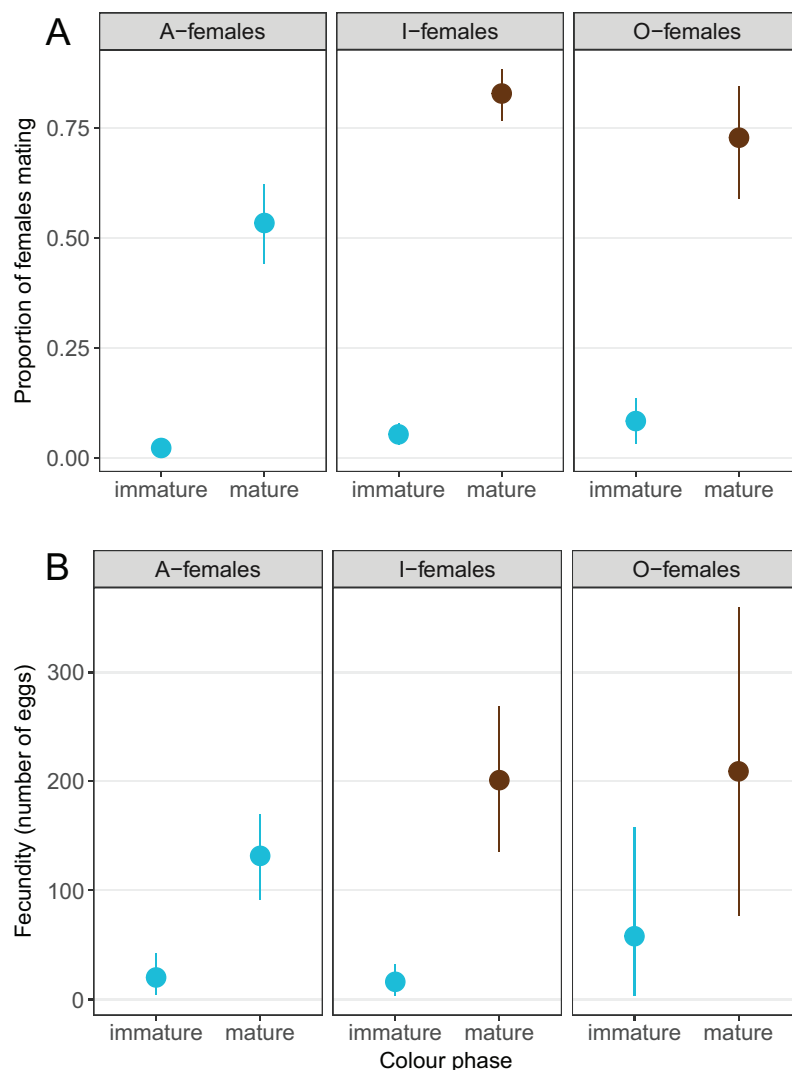 A
A−females I−females O−females
Proportion of females mating
0.75
0.50
0.25
0.00
immature mature immature mature immature mature
B
A−females I−females O−females
Fecundity (number of eggs)
300
200
100
0
immature mature immature mature immature mature
Colour phase